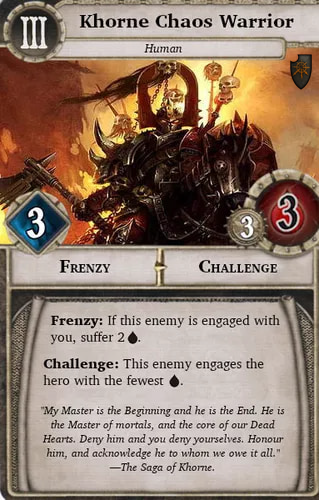 III
Khorne Chaos Warrior
Human
3
3
3
Frenzy
Challenge
Frenzy: If this enemy is engaged with
you, suffer 2.
Challenge: This enemy engages the
hero with the fewest .
"My Master is the Beginning and he is the End. He is
the Master of mortals, and the core of our Dead
Hearts. Deny him and you deny yourselves. Honour
him, and acknowledge he to whom we owe it all."
—The Saga of Khorne.